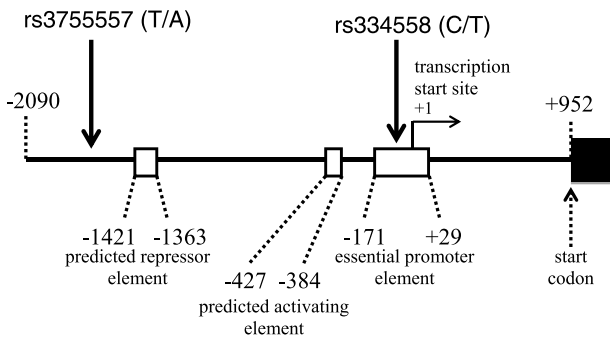 rs3755557 (T/A)
rs334558 (C/T)
transcription
start site
+1
-2090
+952
-1421 -1363
predicted repressor
element
-427 -384
predicted activating
element
-171 +29
essential promoter
element
start
codon